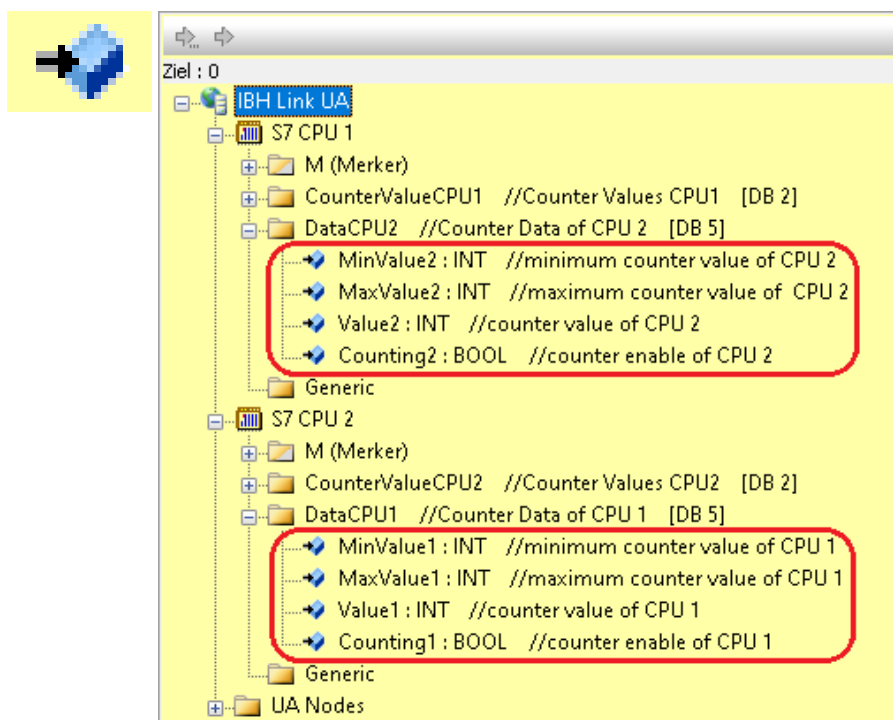 Ziel : 0
IBH Link UA
S7 CPU 1
M (Merker)
CounterValueCPU1 //Counter Values CPU1 [DB 2]
DataCPU2 //Counter Data of CPU 2 [DB 5]
MinValue2 : INT //minimum counter value of CPU 2
MaxValue2 : INT //maximum counter value of CPU 2
Value2 : INT //counter value of CPU 2
Counting2 : BOOL //counter enable of CPU 2
Generic
S7 CPU 2
M (Merker)
CounterValueCPU2 //Counter Values CPU2 [DB 2]
DataCPU1 //Counter Data of CPU 1 [DB 5]
MinValue1 : INT //minimum counter value of CPU 1
MaxValue1 : INT //maximum counter value of CPU 1
Value1 : INT //counter value of CPU 1
Counting1 : BOOL //counter enable of CPU 1
Generic
UA Nodes